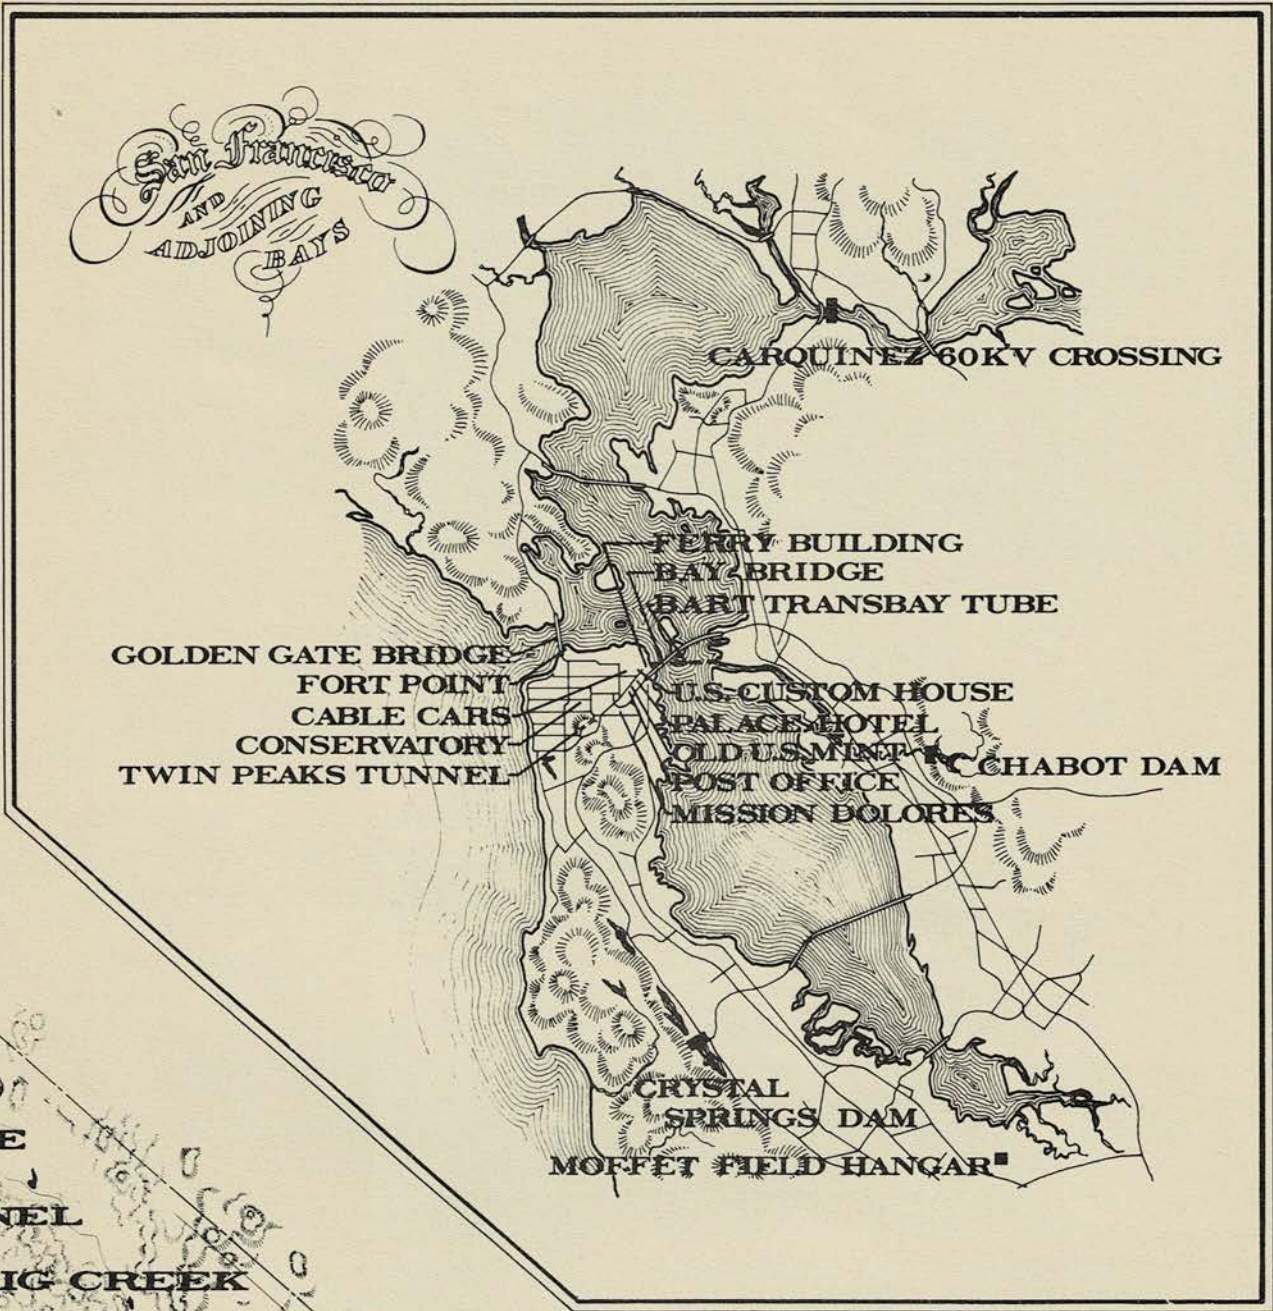 San Francisco
AND
ADJOINING
BAYS
CARQUINEZ 60KV CROSSING
FERRY BUILDING
BAY BRIDGE
BART TRANSBAY TUBE
GOLDEN GATE BRIDGE
FORT POINT
CABLE CARS
CONSERVATORY
TWIN PEAKS TUNNEL
U.S. CUSTOM HOUSE
PALACE HOTEL
OLD U.S. MINT
POST OFFICE
MISSION DOLORES
CHABOT DAM
CRYSTAL
SPRINGS DAM
MOFFET FIELD HANGAR
E
NEL
IG CREEK